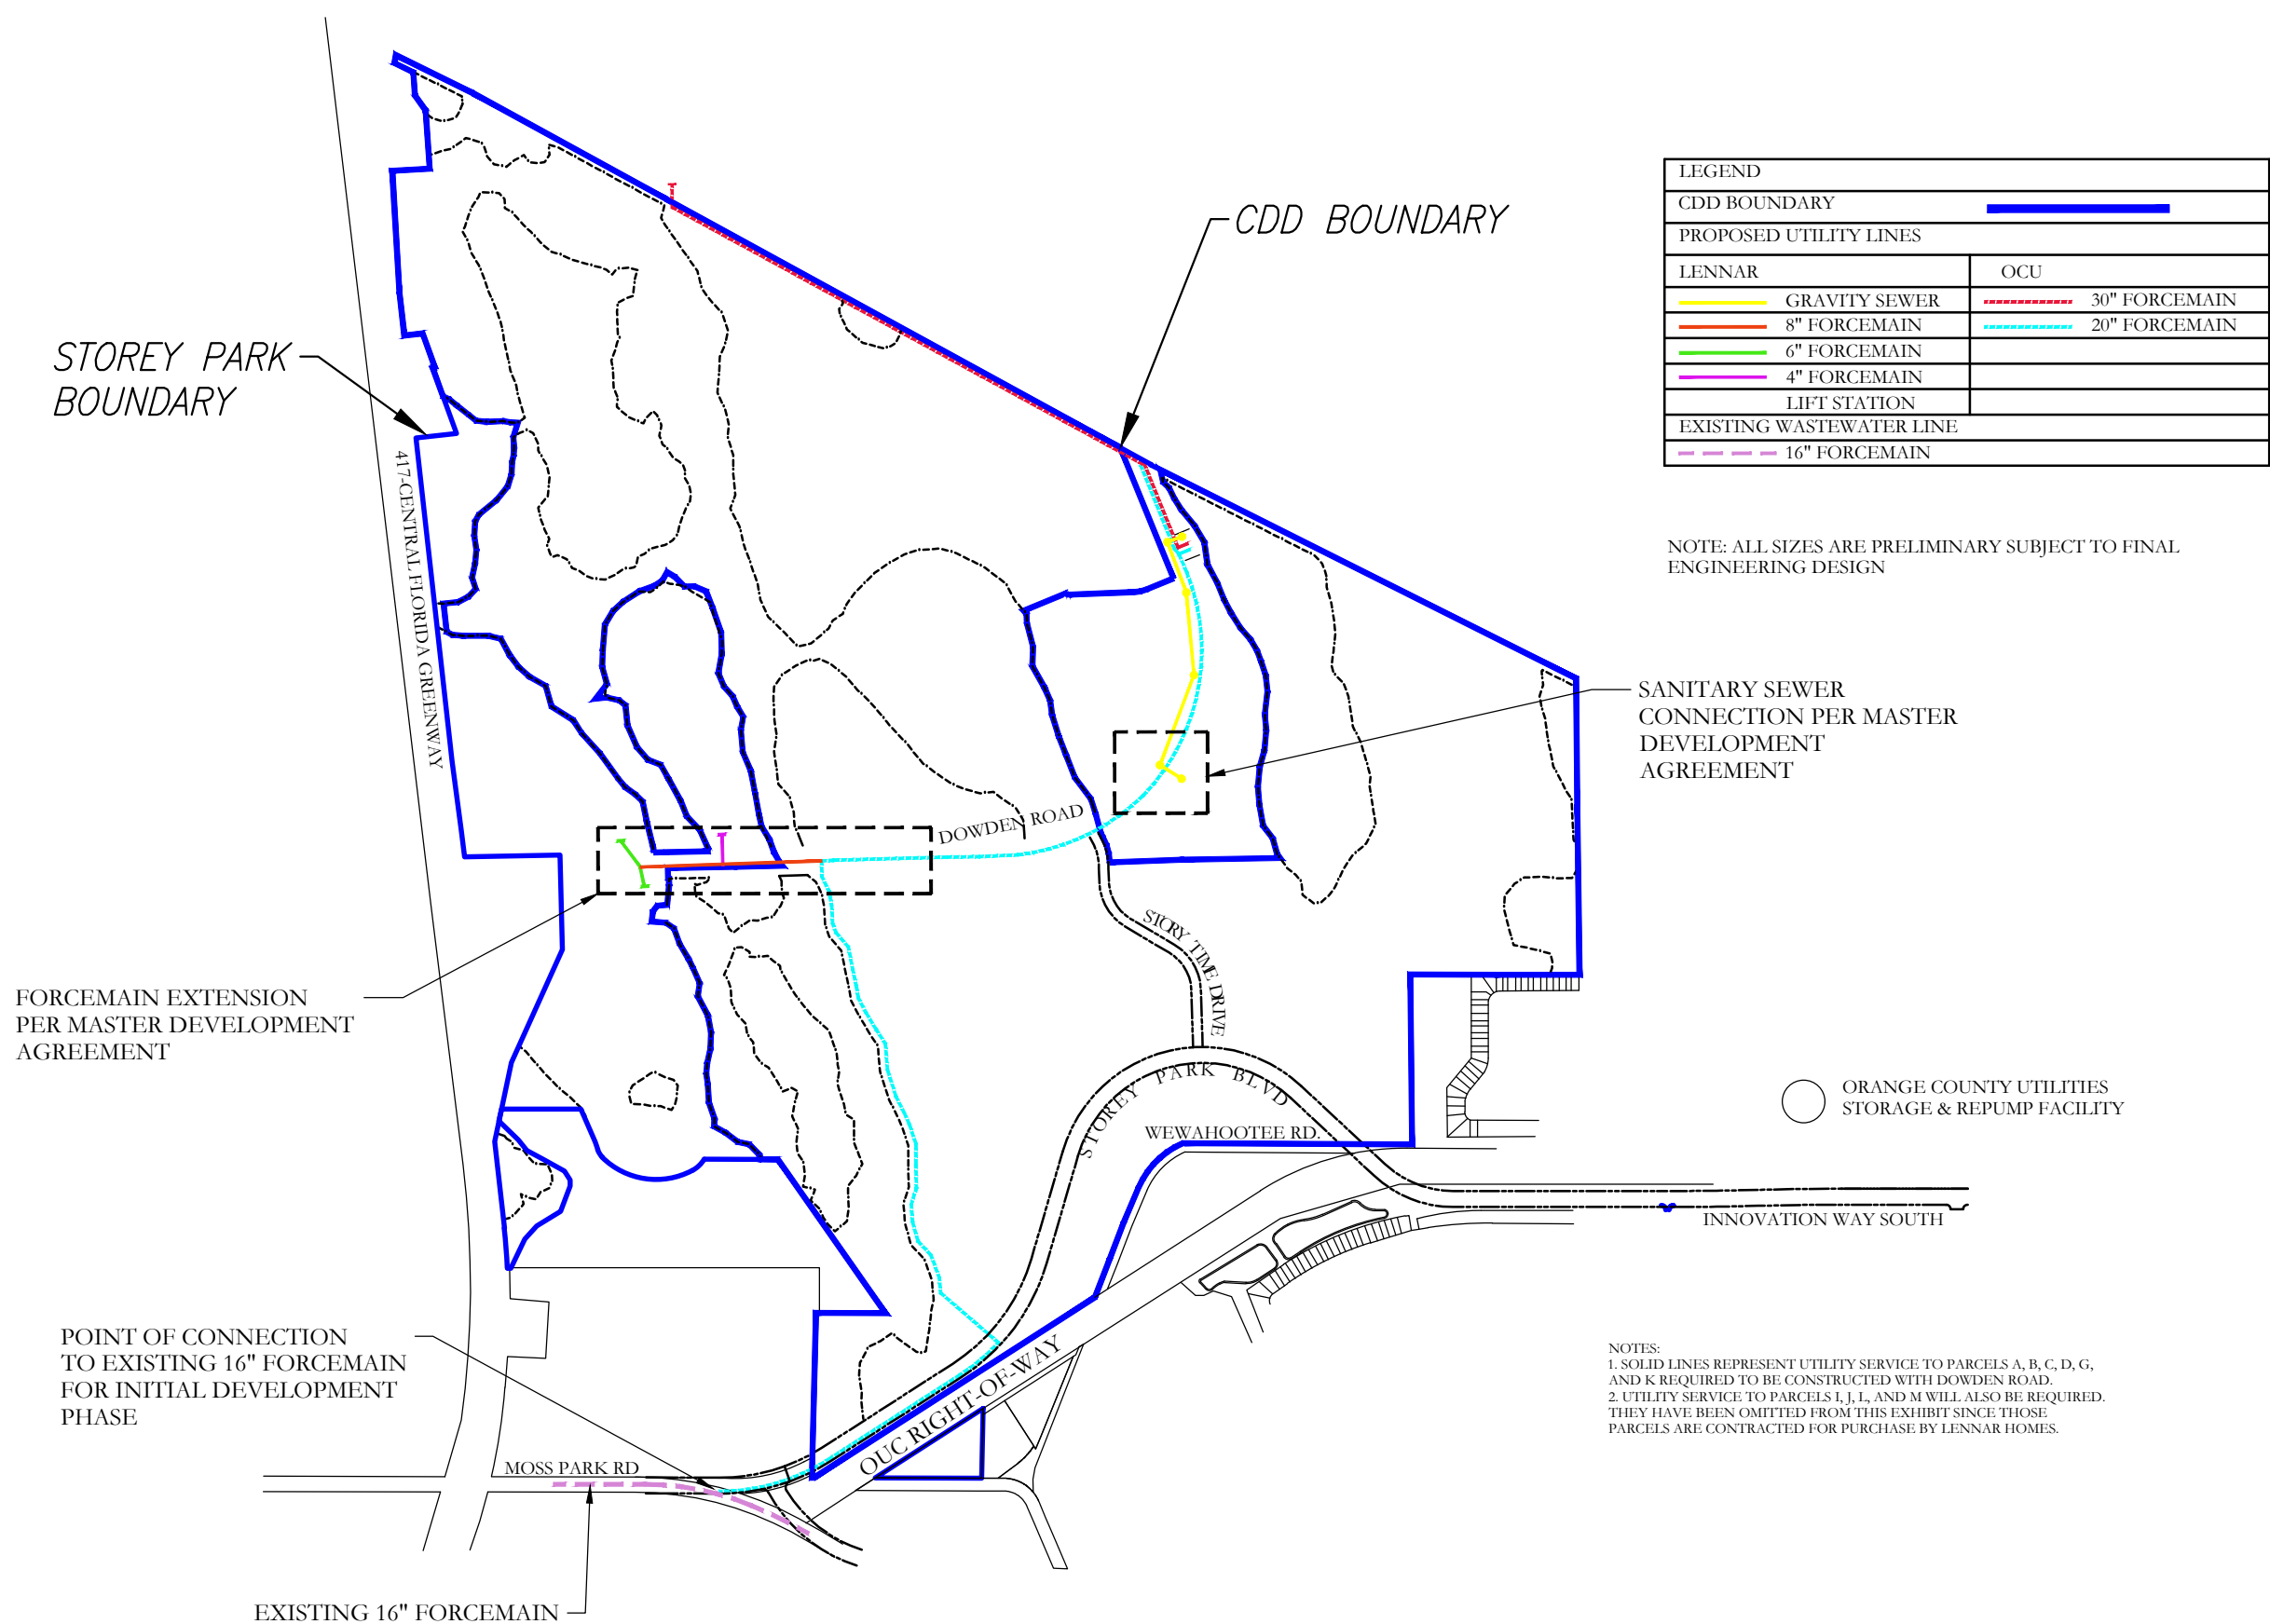 CDD BOUNDARY
STOREY PARK
BOUNDARY
417-CENTRAL FLORIDA GREENWAY
LEGEND
CDD BOUNDARY
PROPOSED UTILITY LINES
LENNAR
OCU
GRAVITY SEWER
30" FORCEMAIN
8" FORCEMAIN
20" FORCEMAIN
6" FORCEMAIN
4" FORCEMAIN
LIFT STATION
EXISTING WASTEWATER LINE
16" FORCEMAIN
NOTE: ALL SIZES ARE PRELIMINARY SUBJECT TO FINAL
ENGINEERING DESIGN
SANITARY SEWER
CONNECTION PER MASTER
DEVELOPMENT
AGREEMENT
DOWDEN ROAD
STORY TIME DRIVE
FORCEMAIN EXTENSION
PER MASTER DEVELOPMENT
AGREEMENT
STOREY PARK BLVD
WEWAHOOTEE RD.
ORANGE COUNTY UTILITIES
STORAGE & REPUMP FACILITY
INNOVATION WAY SOUTH
POINT OF CONNECTION
TO EXISTING 16" FORCEMAIN
FOR INITIAL DEVELOPMENT
PHASE
OUC RIGHT-OF-WAY
MOSS PARK RD
NOTES:
1. SOLID LINES REPRESENT UTILITY SERVICE TO PARCELS A, B, C, D, G,
AND K REQUIRED TO BE CONSTRUCTED WITH DOWDEN ROAD.
2. UTILITY SERVICE TO PARCELS I, J, L, AND M WILL ALSO BE REQUIRED.
THEY HAVE BEEN OMITTED FROM THIS EXHIBIT SINCE THOSE
PARCELS ARE CONTRACTED FOR PURCHASE BY LENNAR HOMES.
EXISTING 16" FORCEMAIN